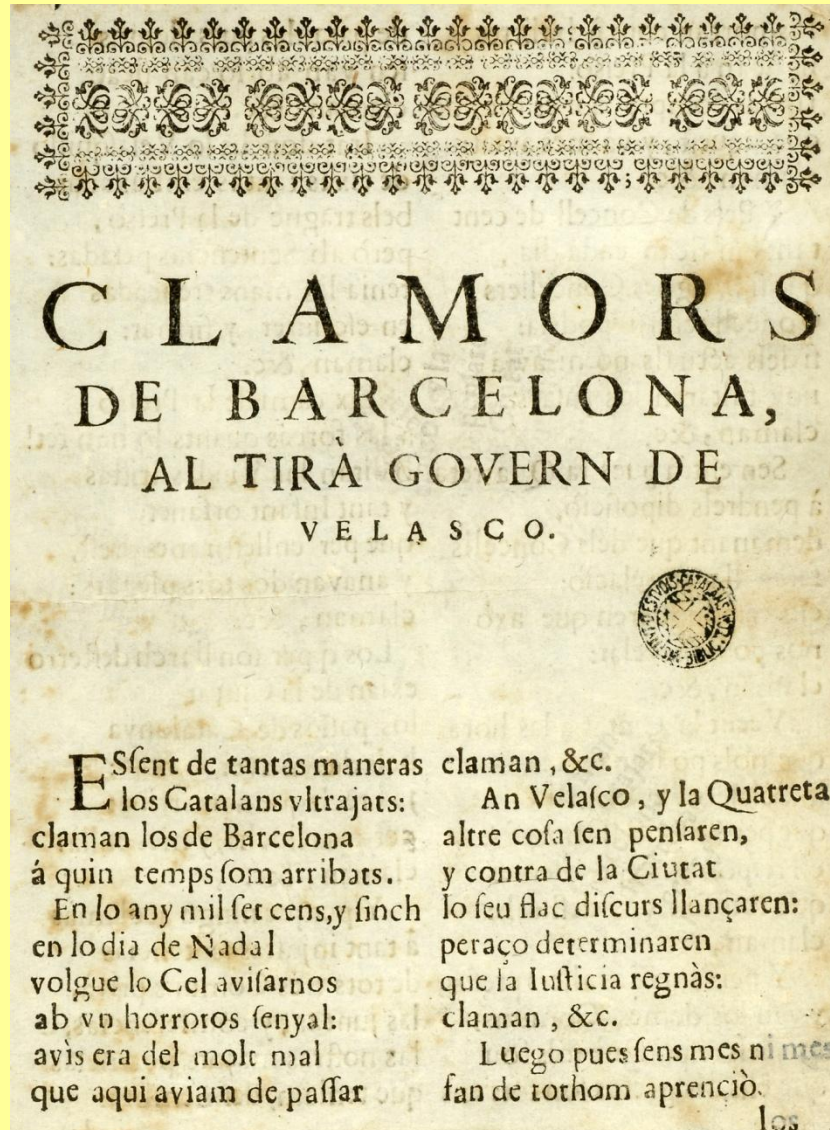 CLAMORS
DE BARCELONA,
AL TIRÀ GOVERN DE
VELASCO.
ESſent de tantas maneras
los Catalans vltrajats:
claman los de Barcelona
á quin temps ſom arribats.
En lo any mil ſet cens, y ſinch
en lo dia de Nadal
volgue lo Cel aviſarnos
ab vn horroros ſenyal:
avìs era del molt mal
que aqui aviam de paſſar
claman, &c.
An Velaſco, y la Quatreta
altre coſa ſen penſaren,
y contra de la Ciutat
lo ſeu flac diſcurs llançaren:
peraço determinaren
que la Iuſticia regnàs:
claman, &c.
Luego pues ſens mes ni mes
fan de tothom aprenciò.
los